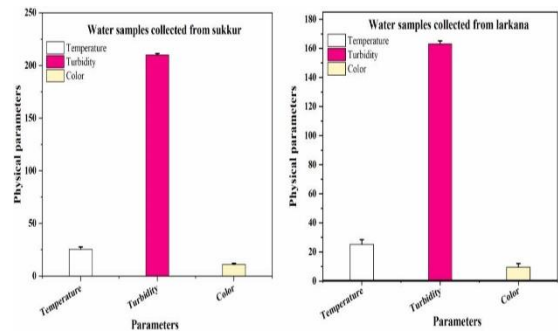 Water samples collected from sukkur
Temperature
Turbidity
Color
250
200
150
100
50
0
Physical parameters
Temperature
Turbidity
Color
Parameters
Water samples collected from larkana
Temperature
Turbidity
Color
180
160
140
120
100
80
60
40
20
0
Physical parameters
Temperature
Turbidity
Color
Parameters